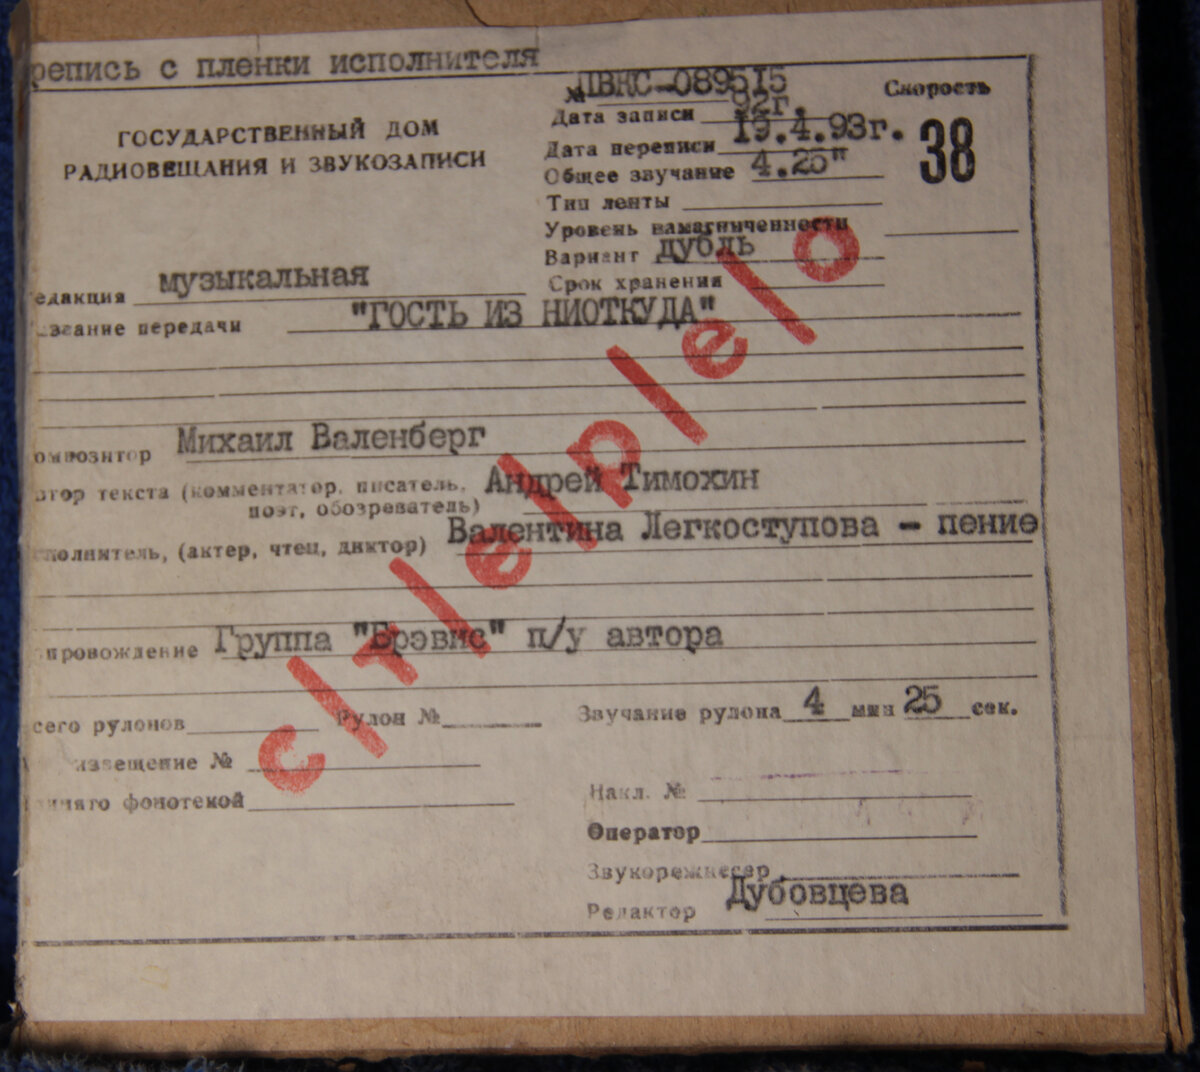 репись с пленки исполнителя
ГОСУДАРСТВЕННЫЙ ДОМ
РАДИОВЕЩАНИЯ И ЗВУКОЗАПИСИ
№ ДВКС-089515
Дата записи 92г.
Дата переписи 19.4.93г.
Общее звучание 4.25"
Тип ленты
Уровень намагниченности
Вариант дубль
Срок хранения
Скорость
38
едакция музыкальная
звание передачи "ГОСТЬ ИЗ НИОТКУДА"
омпозитор Михаил Валенберг
втор текста (комментатор, писатель, Андрей Тимохин
поэт, обозреватель)
сполнитель, (актер, чтец, диктор) Валентина Легкоступова - пение
провождение Группа "Брэвис" п/у автора
сего рулонов Рулон № Звучание рулона 4 мин 25 сек.
извещение №
Принято фонотекой
Накл. №
Оператор
Звукорежиссер
Редактор Дубовцева
с/т/е/р/е/о